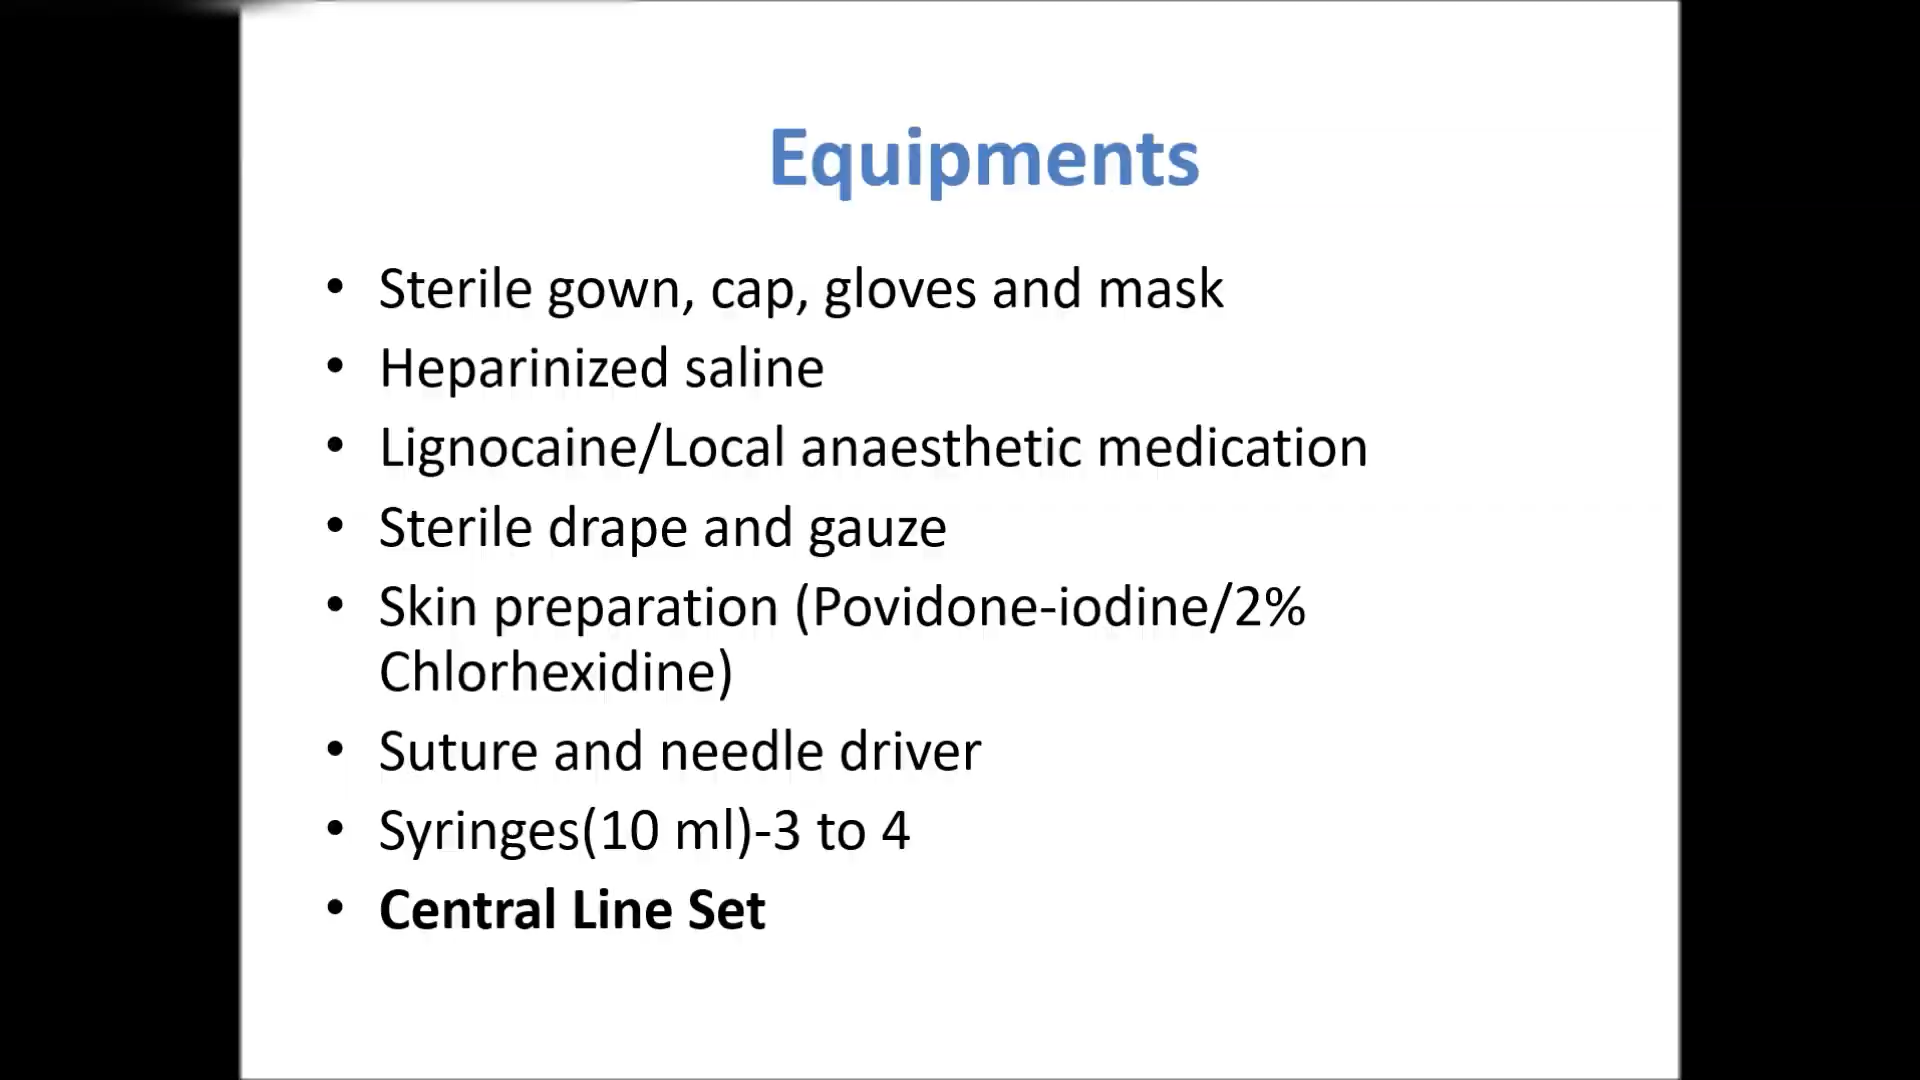 Equipments
• Sterile gown, cap, gloves and mask
• Heparinized saline
• Lignocaine/Local anaesthetic medication
• Sterile drape and gauze
• Skin preparation (Povidone-iodine/2%
Chlorhexidine)
• Suture and needle driver
• Syringes(10 ml)-3 to 4
• Central Line Set